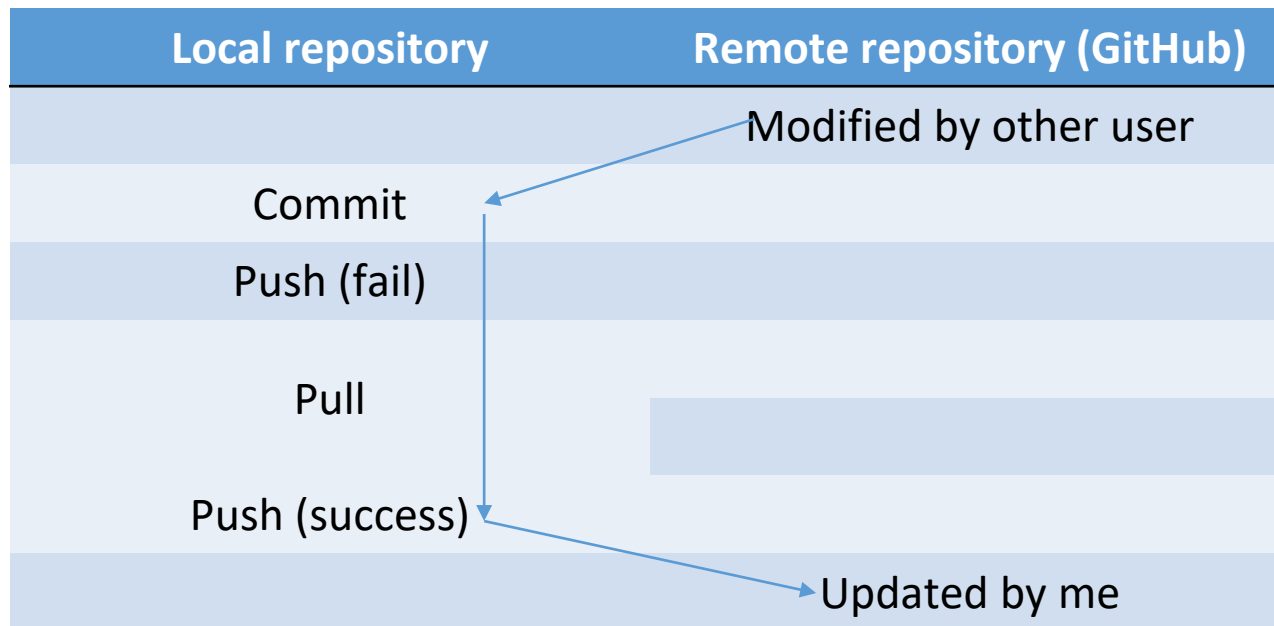 Local repository
Remote repository (GitHub)
Modified by other user
Commit
Push (fail)
Pull
Push (success)
Updated by me